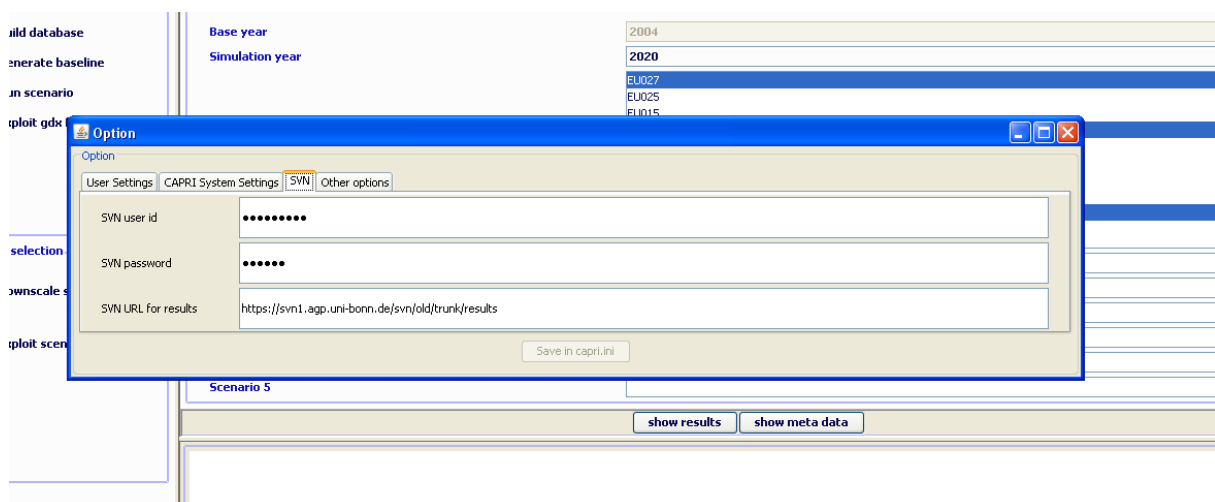 uild database
Base year
2004
enerate baseline
Simulation year
2020
un scenario
EU027
EU025
EU015
xploit gdx f
Option
Option
User Settings
CAPRI System Settings
SVN
Other options
SVN user id
•••••••••
selection
SVN password
••••••
ownscale s
SVN URL for results
https://svn1.agp.uni-bonn.de/svn/old/trunk/results
xploit scen
Save in capri.ini
Scenario 5
show results
show meta data